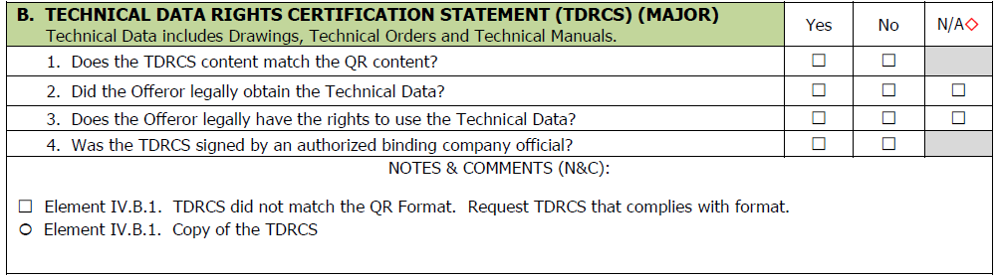 B. TECHNICAL DATA RIGHTS CERTIFICATION STATEMENT (TDRCS) (MAJOR)
Technical Data includes Drawings, Technical Orders and Technical Manuals.
Yes
No
N/A◇
1. Does the TDRCS content match the QR content? ☐ ☐
2. Did the Offeror legally obtain the Technical Data? ☐ ☐ ☐
3. Does the Offeror legally have the rights to use the Technical Data? ☐ ☐ ☐
4. Was the TDRCS signed by an authorized binding company official? ☐ ☐
NOTES & COMMENTS (N&C):
☐ Element IV.B.1. TDRCS did not match the QR Format. Request TDRCS that complies with format.
○ Element IV.B.1. Copy of the TDRCS